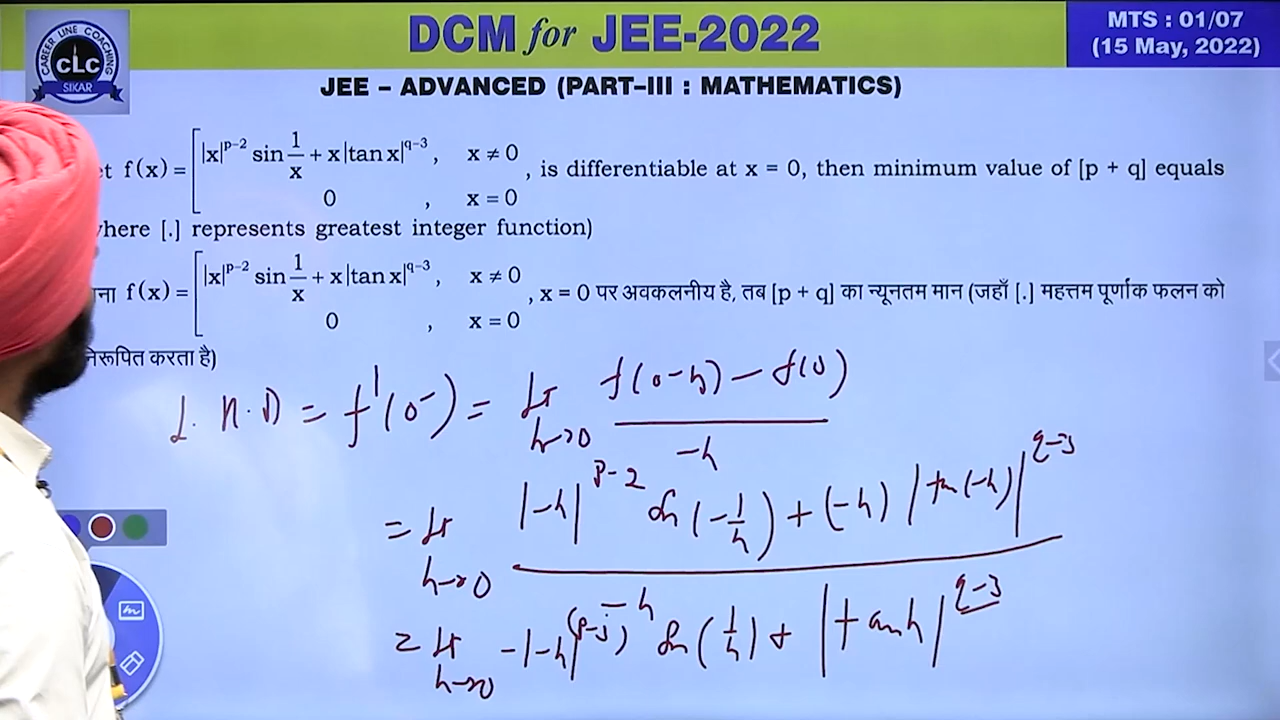 CAREER LINE COACHING
CLC
SIKAR
DCM for JEE-2022
MTS : 01/07
(15 May, 2022)
JEE – ADVANCED (PART–III : MATHEMATICS)
f(x) = [ |x|^{p–2} sin 1/x + x|tan x|^{q–3} , x ≠ 0
0 , x = 0
, is differentiable at x = 0, then minimum value of [p + q] equals
[.] represents greatest integer function)
f(x) = [ |x|^{p–2} sin 1/x + x|tan x|^{q–3} , x ≠ 0
0 , x = 0
, x = 0 पर अवकलनीय है, तब [p + q] का न्यूनतम मान (जहाँ [.] महत्तम पूर्णाक फलन को
निरूपित करता है)
L.H.D = f'(0⁻) = Lt h→0 (f(0-h) - f(0)) / -h
= Lt h→0 (|-h|^{p-2} sin(-1/h) + (-h) |tan(-h)|^{q-3}) / -h
= Lt h→0 -|-h|^{(p-3)} sin(1/h) + |tan h|^{q-3}